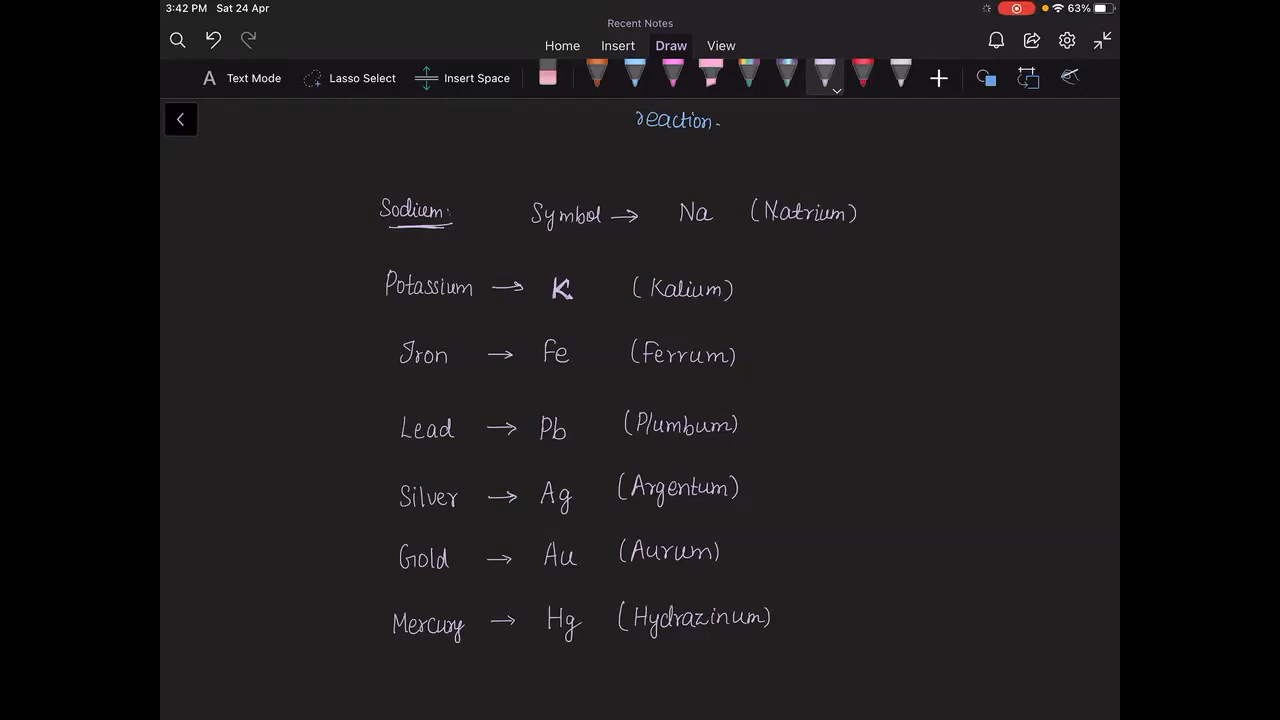 3:42 PM Sat 24 Apr 63%
Recent Notes
Home Insert Draw View
A Text Mode Lasso Select Insert Space
reaction.
Sodium: Symbol → Na (Natrium)
Potassium → K (Kalium)
Iron → Fe (Ferrum)
Lead → Pb (Plumbum)
Silver → Ag (Argentum)
Gold → Au (Aurum)
Mercury → Hg (Hydrazinum)